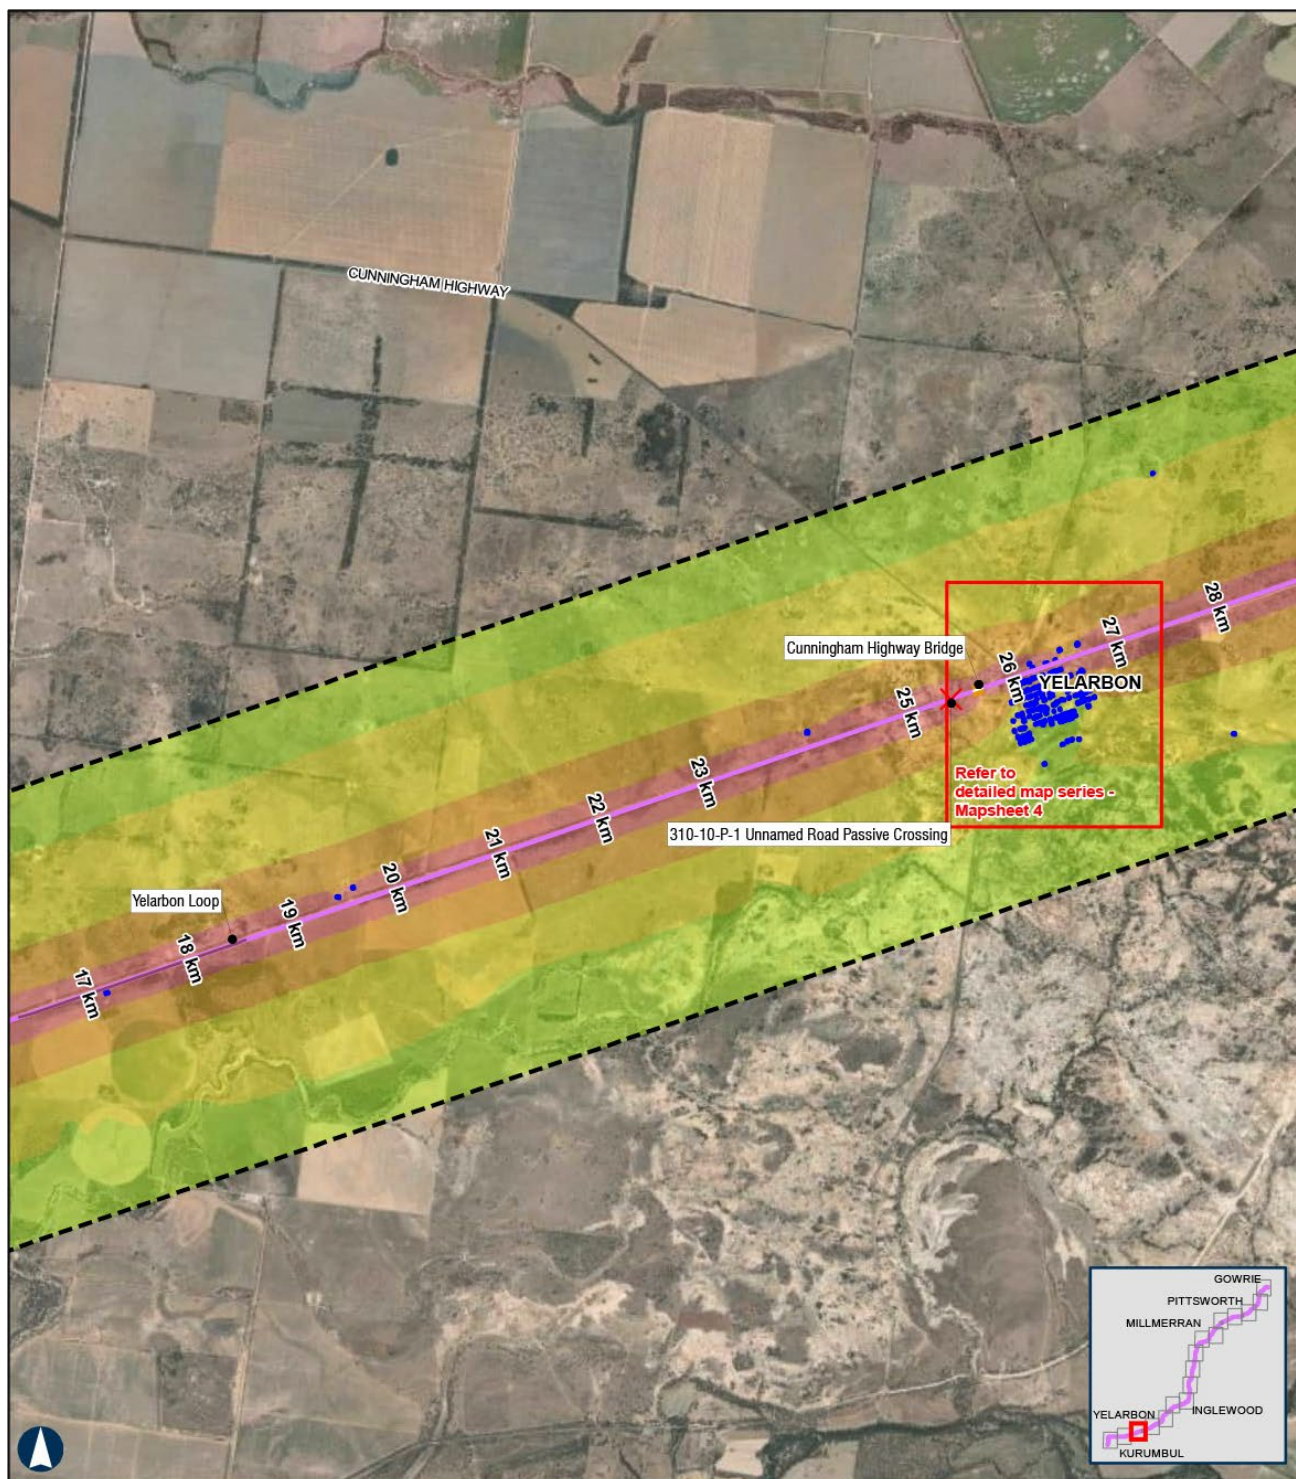 CUNNINGHAM HIGHWAY
28 km
27 km
Cunningham Highway Bridge
26 km
YELARBON
25 km
Refer to
detailed map series -
Mapsheet 4
23 km
22 km
310-10-P-1 Unnamed Road Passive Crossing
21 km
20 km
Yelarbon Loop
19 km
18 km
17 km
GOWRIE
PITTSWORTH
MILLMERRAN
YELARBON
INGLEWOOD
KURUMBUL